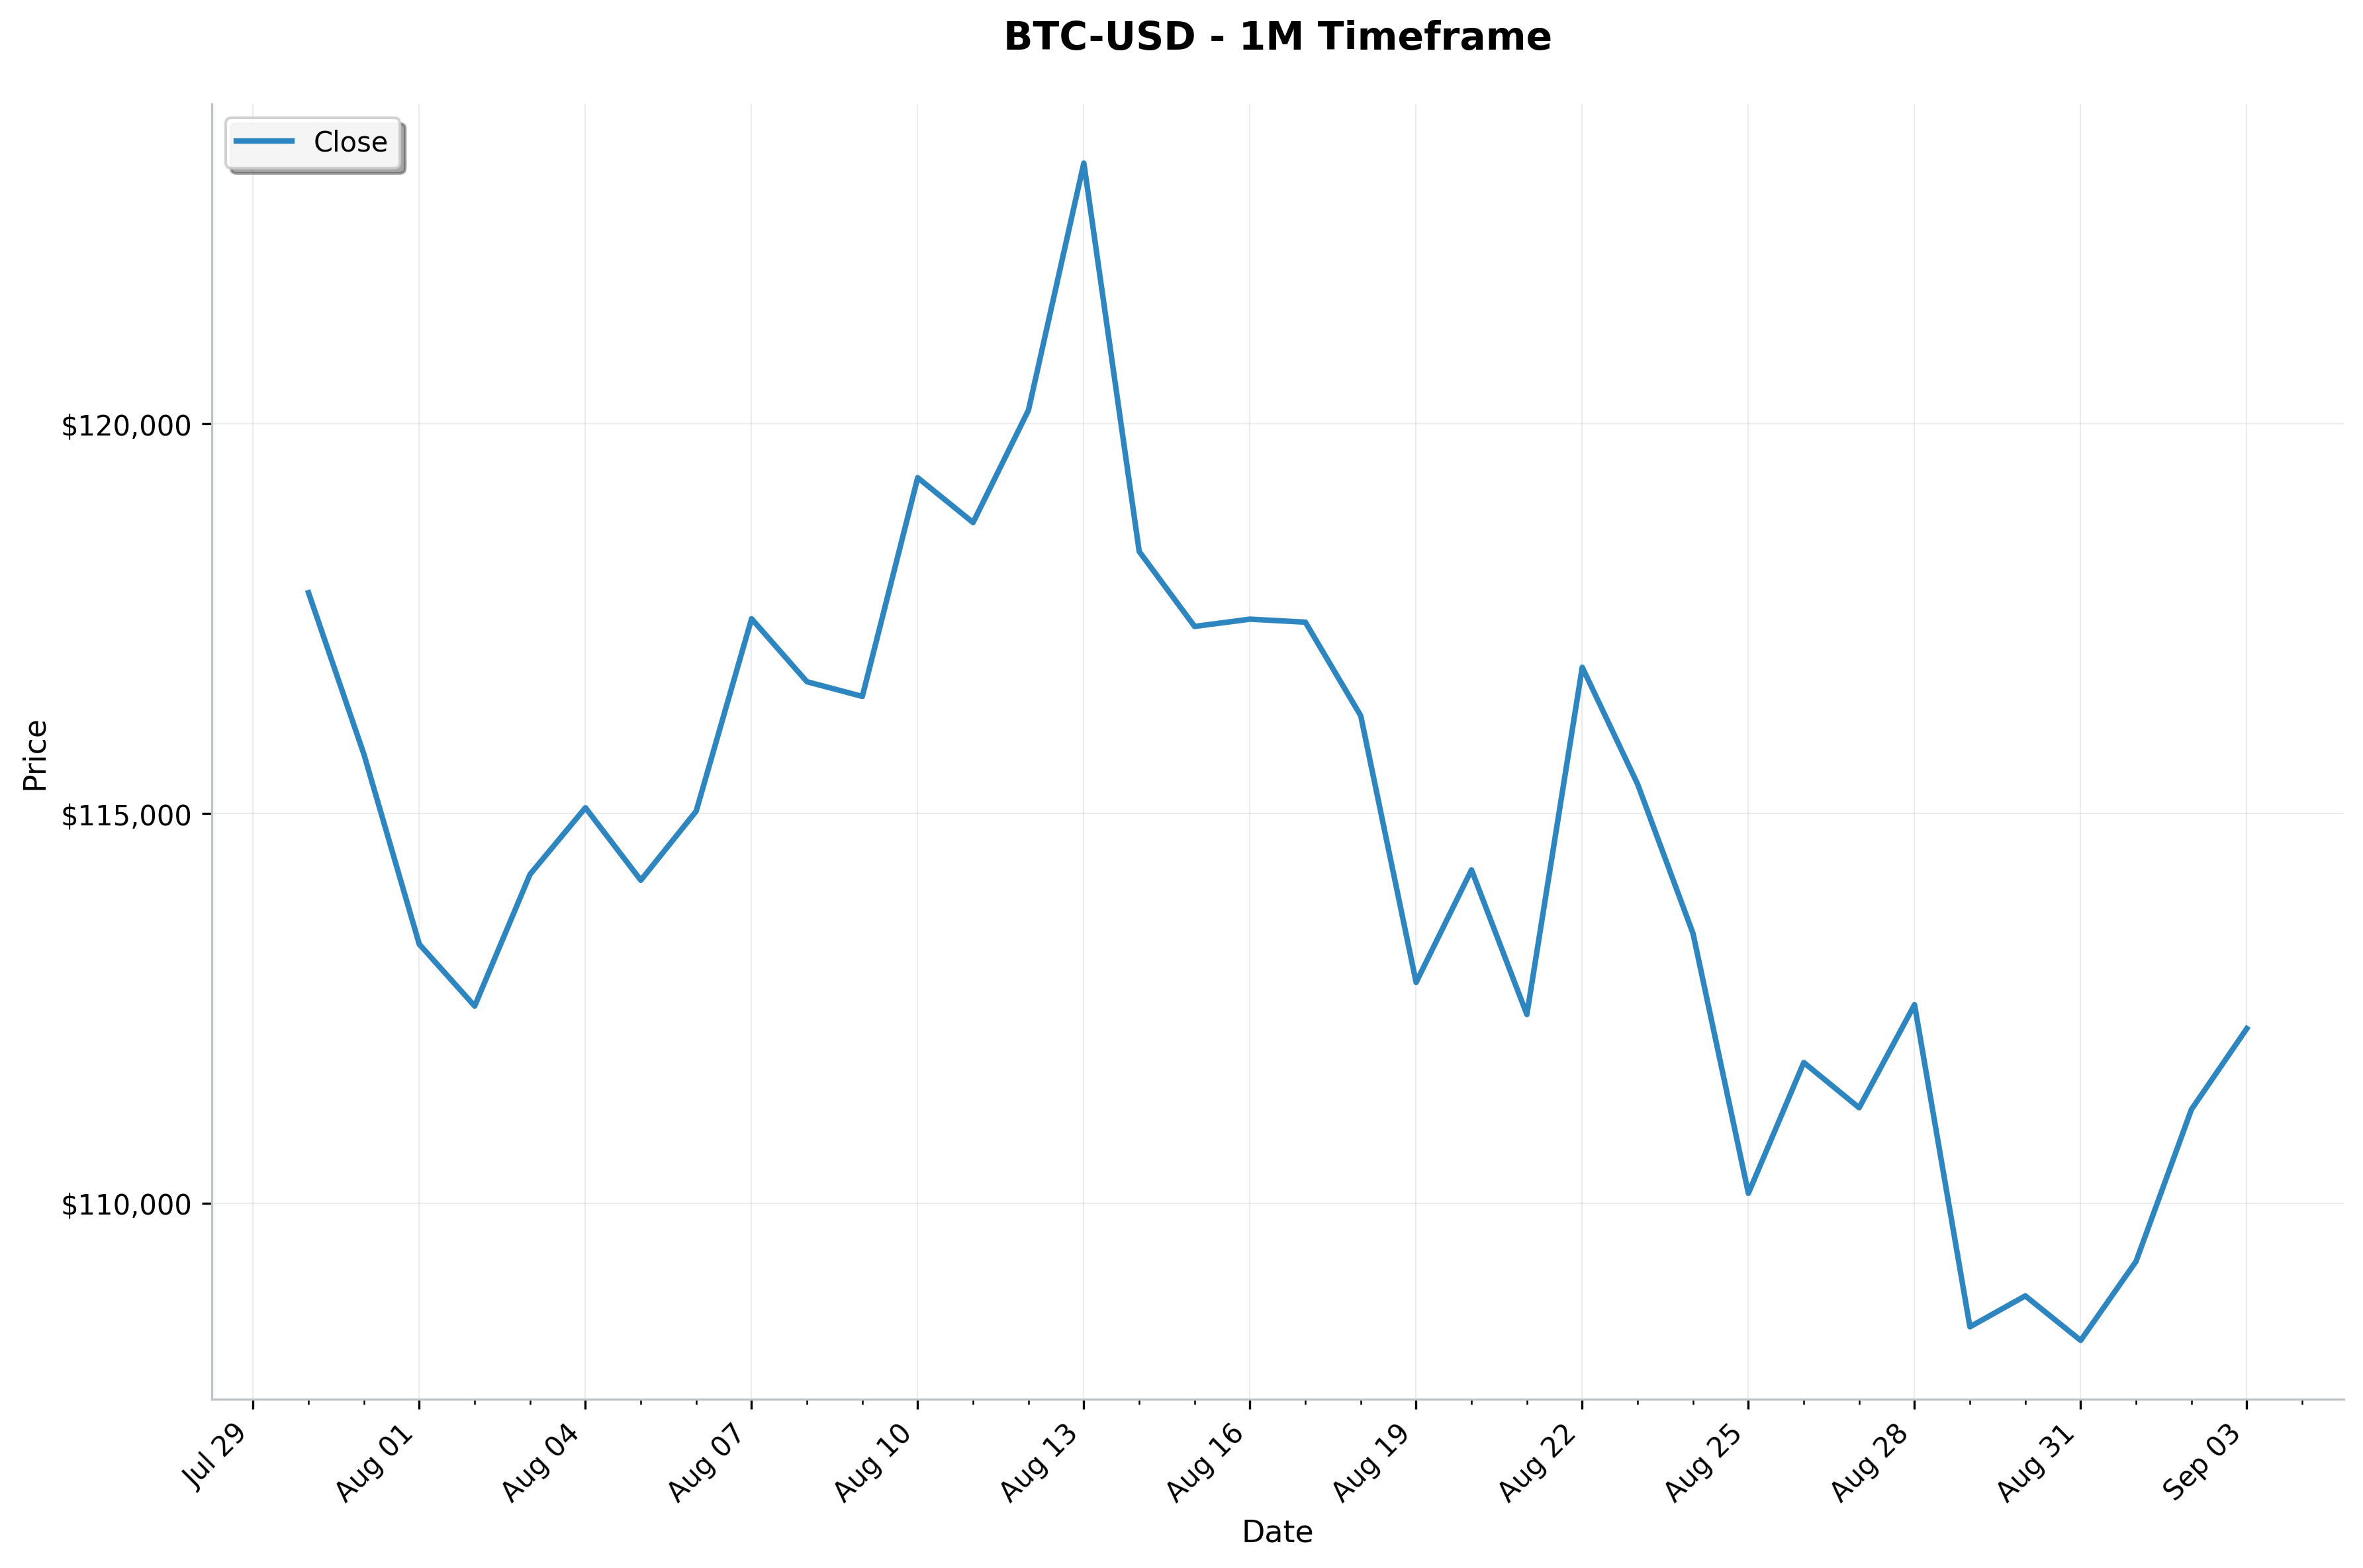 BTC-USD - 1M Timeframe
Close
Price
$120,000
$115,000
$110,000
Jul 29
Aug 01
Aug 04
Aug 07
Aug 10
Aug 13
Aug 16
Aug 19
Aug 22
Aug 25
Aug 28
Aug 31
Sep 03
Date